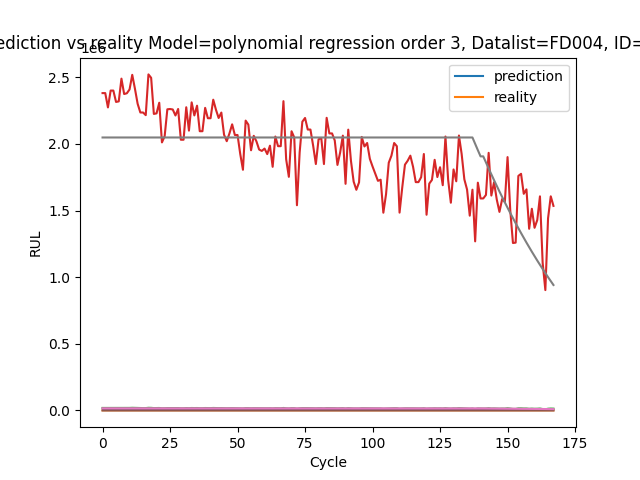 ediction vs reality Model=polynomial regression order 3, Datalist=FD004, ID=
1e6
prediction
reality
2.5
2.0
1.5
1.0
0.5
0.0
RUL
0 25 50 75 100 125 150 175
Cycle